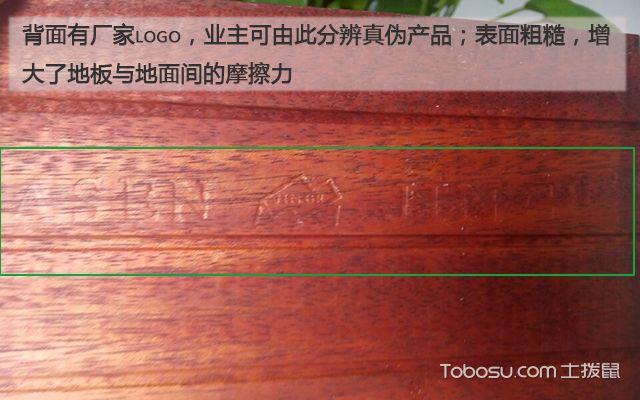 背面有厂家LOGO，业主可由此分辨真伪产品；表面粗糙，增
大了地板与地面间的摩擦力
Tobosu.com 土拨鼠